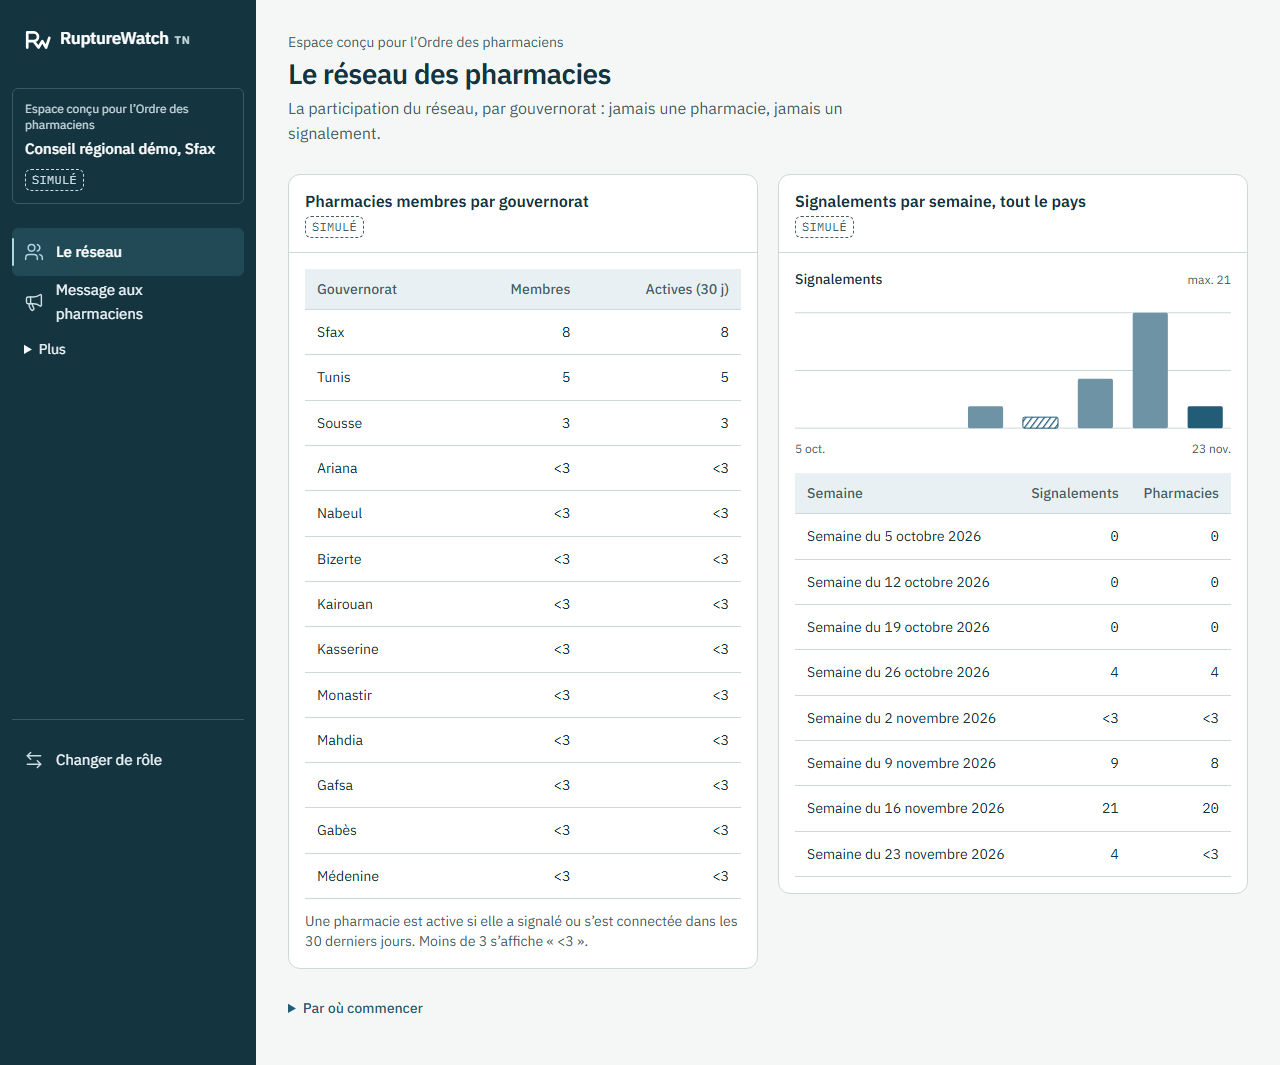 RuptureWatch TN
Espace conçu pour l’Ordre des
pharmaciens
Conseil régional démo, Sfax
SIMULÉ
Le réseau
Message aux
pharmaciens
Plus
Changer de rôle
Espace conçu pour l’Ordre des pharmaciens
Le réseau des pharmacies
La participation du réseau, par gouvernorat : jamais une pharmacie, jamais un
signalement.
Pharmacies membres par gouvernorat
SIMULÉ
Gouvernorat Membres Actives (30 j)
Sfax 8 8
Tunis 5 5
Sousse 3 3
Ariana <3 <3
Nabeul <3 <3
Bizerte <3 <3
Kairouan <3 <3
Kasserine <3 <3
Monastir <3 <3
Mahdia <3 <3
Gafsa <3 <3
Gabès <3 <3
Médenine <3 <3
Une pharmacie est active si elle a signalé ou s’est connectée dans les
30 derniers jours. Moins de 3 s’affiche « <3 ».
Signalements par semaine, tout le pays
SIMULÉ
Signalements max. 21
5 oct. 23 nov.
Semaine Signalements Pharmacies
Semaine du 5 octobre 2026 0 0
Semaine du 12 octobre 2026 0 0
Semaine du 19 octobre 2026 0 0
Semaine du 26 octobre 2026 4 4
Semaine du 2 novembre 2026 <3 <3
Semaine du 9 novembre 2026 9 8
Semaine du 16 novembre 2026 21 20
Semaine du 23 novembre 2026 4 <3
Par où commencer